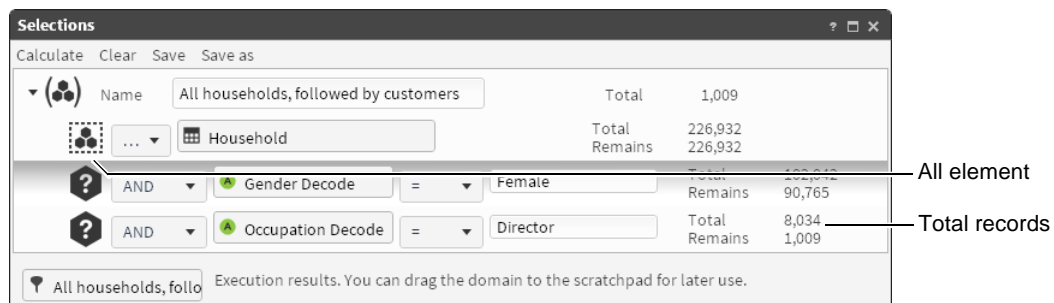 Selections ?
Calculate Clear Save Save as
Name All households, followed by customers Total 1,009
... Household Total 226,932
Remains 226,932
All element
? AND A Gender Decode = Female Total
Remains 90,765
? AND A Occupation Decode = Director Total 8,034
Remains 1,009
Total records
All households, follo Execution results. You can drag the domain to the scratchpad for later use.